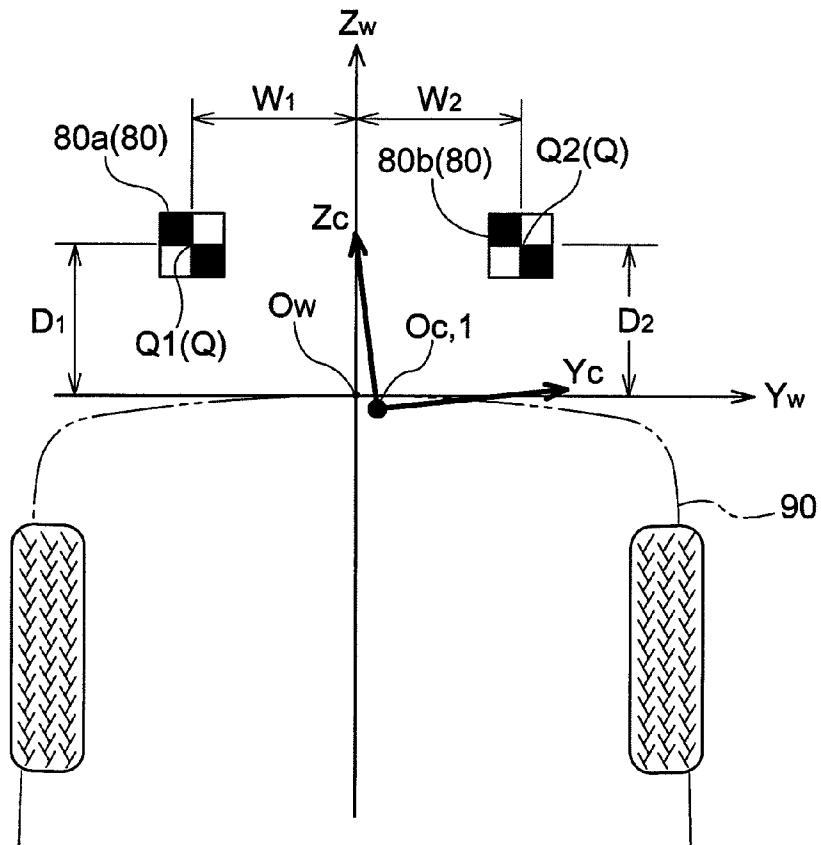 Zw
W1
W2
80a(80)
80b(80)
Q2(Q)
Zc
D1
Q1(Q)
Ow
Oc,1
D2
Yc
Yw
90